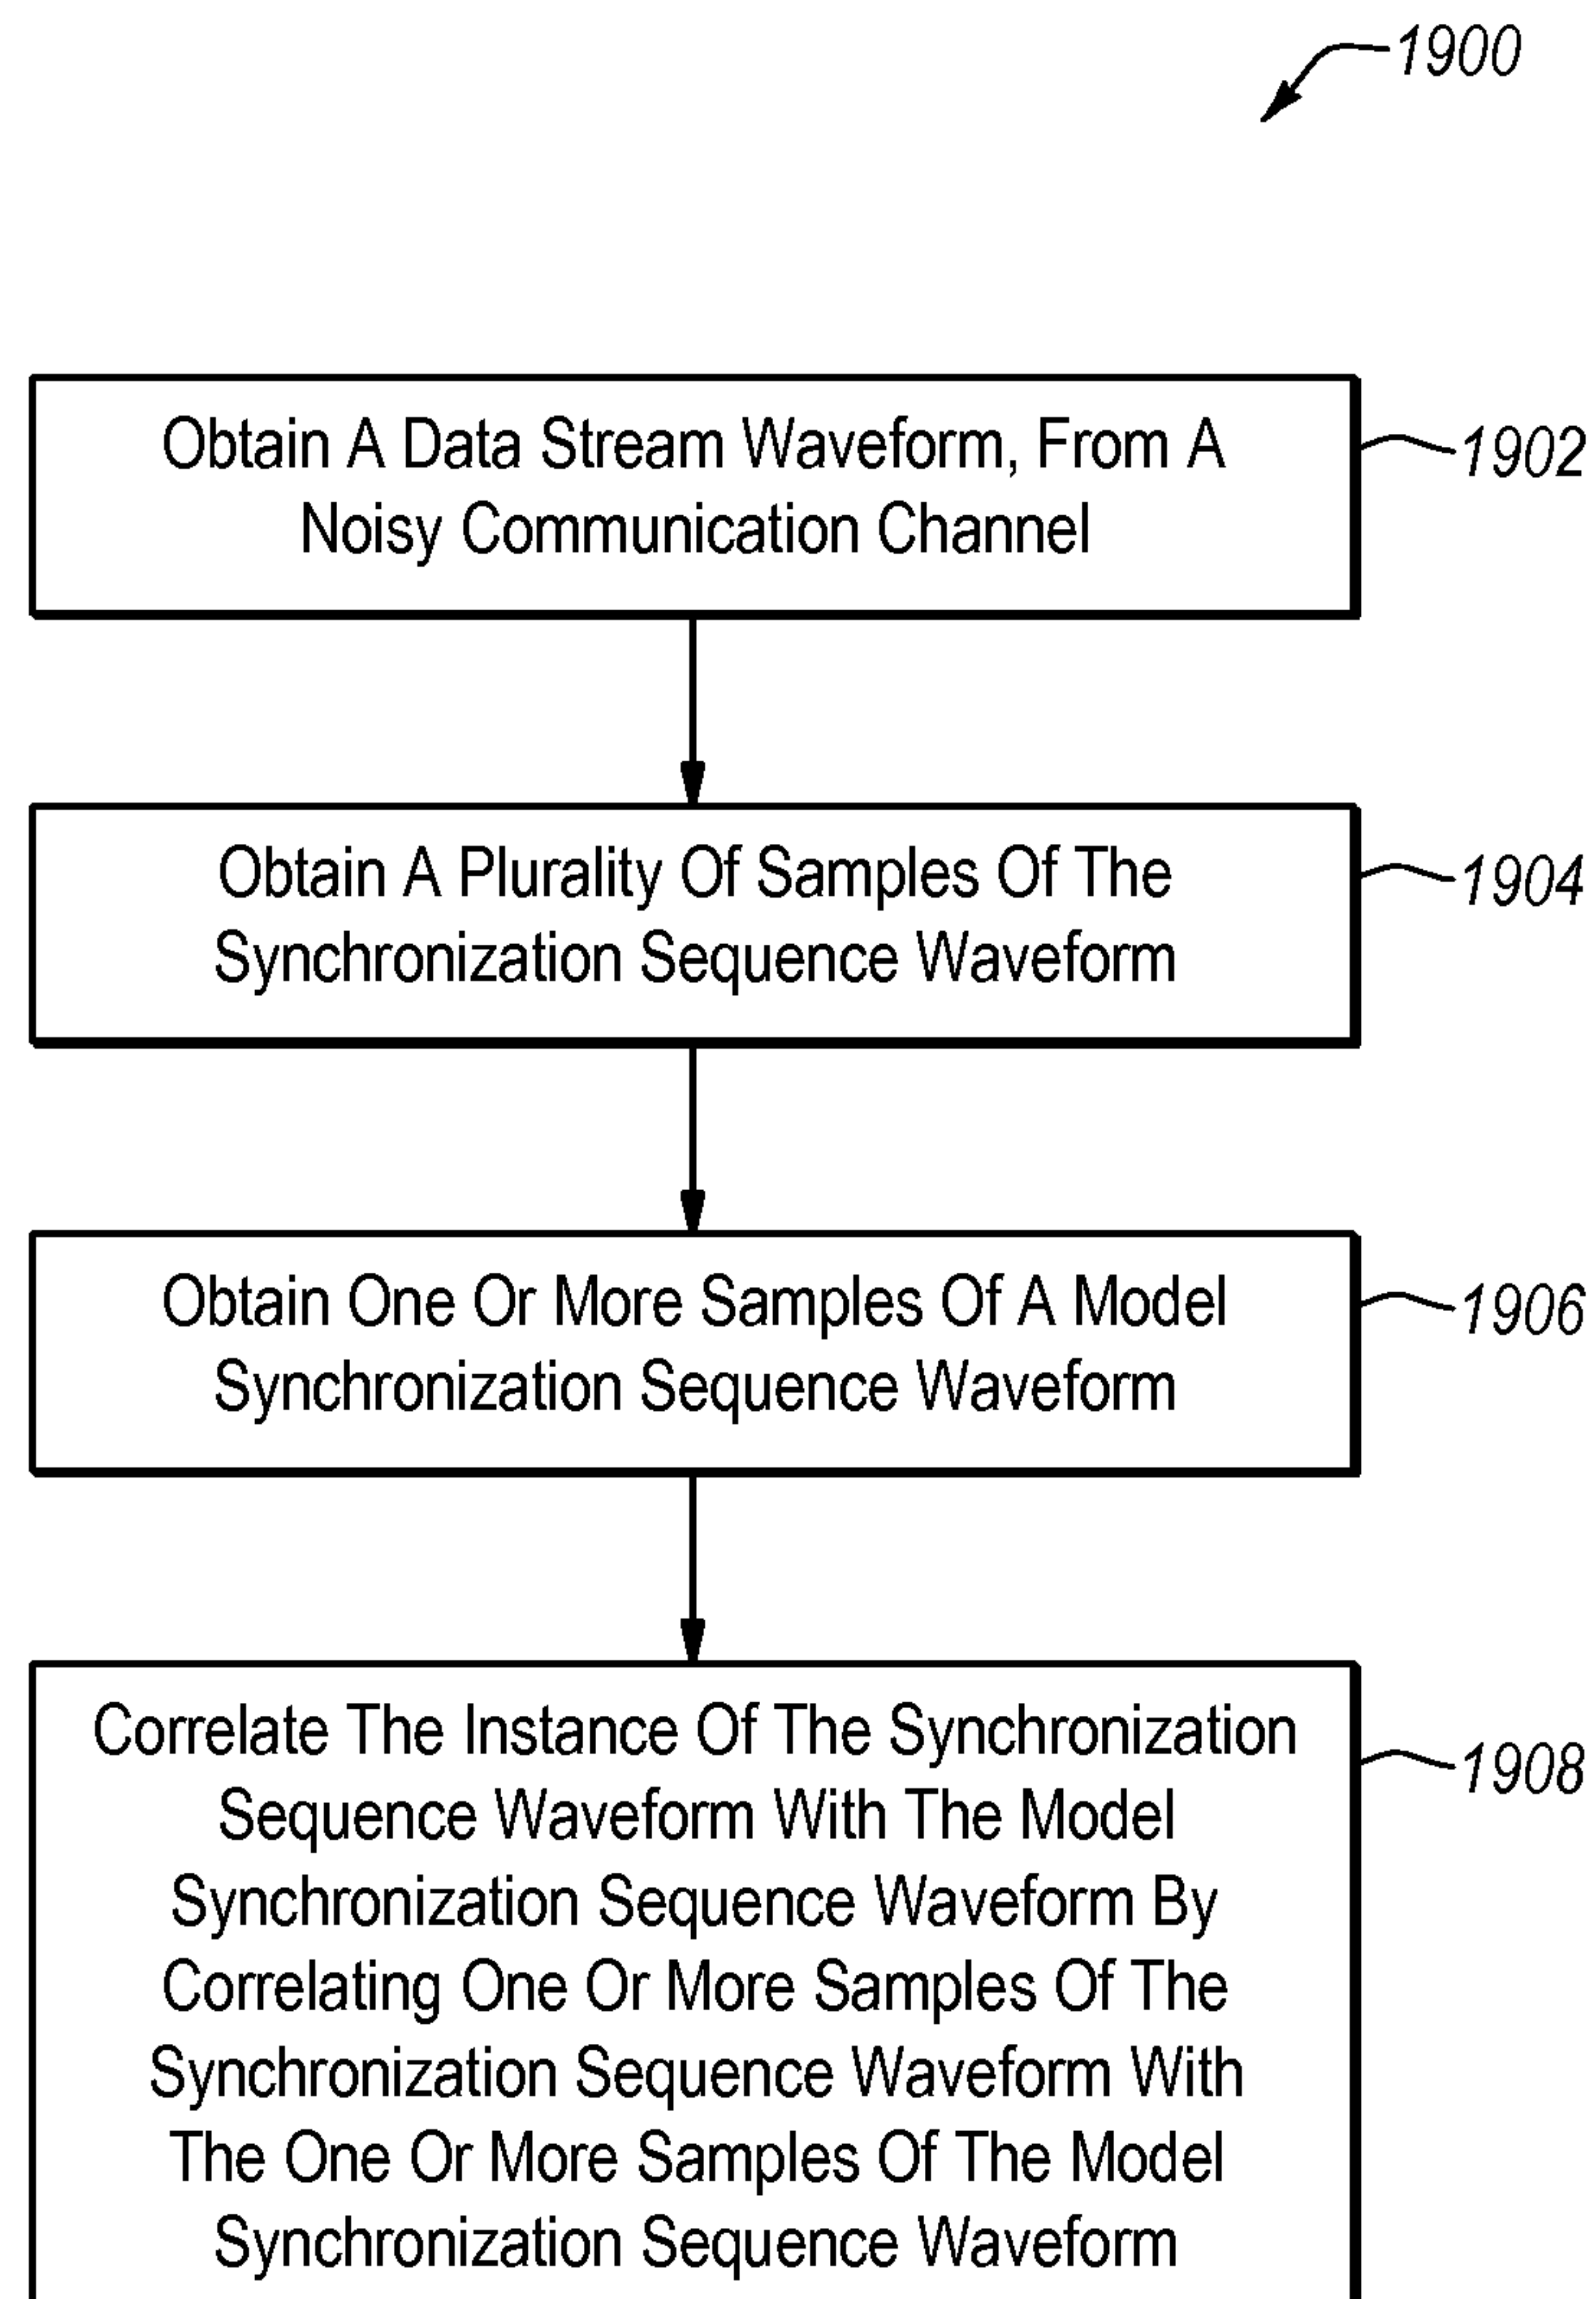 1900
Obtain A Data Stream Waveform, From A
Noisy Communication Channel
1902
Obtain A Plurality Of Samples Of The
Synchronization Sequence Waveform
1904
Obtain One Or More Samples Of A Model
Synchronization Sequence Waveform
1906
Correlate The Instance Of The Synchronization
Sequence Waveform With The Model
Synchronization Sequence Waveform By
Correlating One Or More Samples Of The
Synchronization Sequence Waveform With
The One Or More Samples Of The Model
Synchronization Sequence Waveform
1908